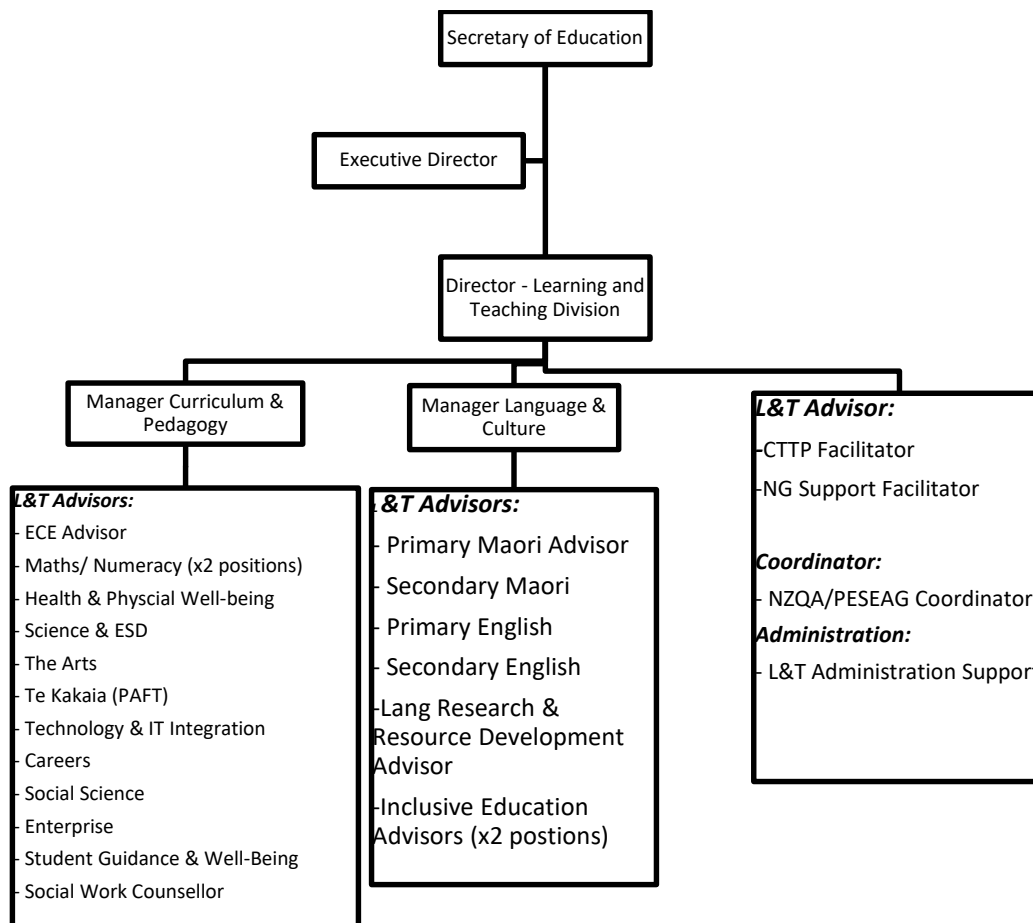 Secretary of Education
Executive Director
Director - Learning and
Teaching Division
Manager Curriculum &
Pedagogy
Manager Language &
Culture
L&T Advisors:
- ECE Advisor
- Maths/ Numeracy (x2 positions)
- Health & Physcial Well-being
- Science & ESD
- The Arts
- Te Kakaia (PAFT)
- Technology & IT Integration
- Careers
- Social Science
- Enterprise
- Student Guidance & Well-Being
- Social Work Counsellor
L&T Advisors:
- Primary Maori Advisor
- Secondary Maori
- Primary English
- Secondary English
-Lang Research &
Resource Development
Advisor
-Inclusive Education
Advisors (x2 postions)
L&T Advisor:
-CTTP Facilitator
-NG Support Facilitator
Coordinator:
- NZQA/PESEAG Coordinator
Administration:
- L&T Administration Support